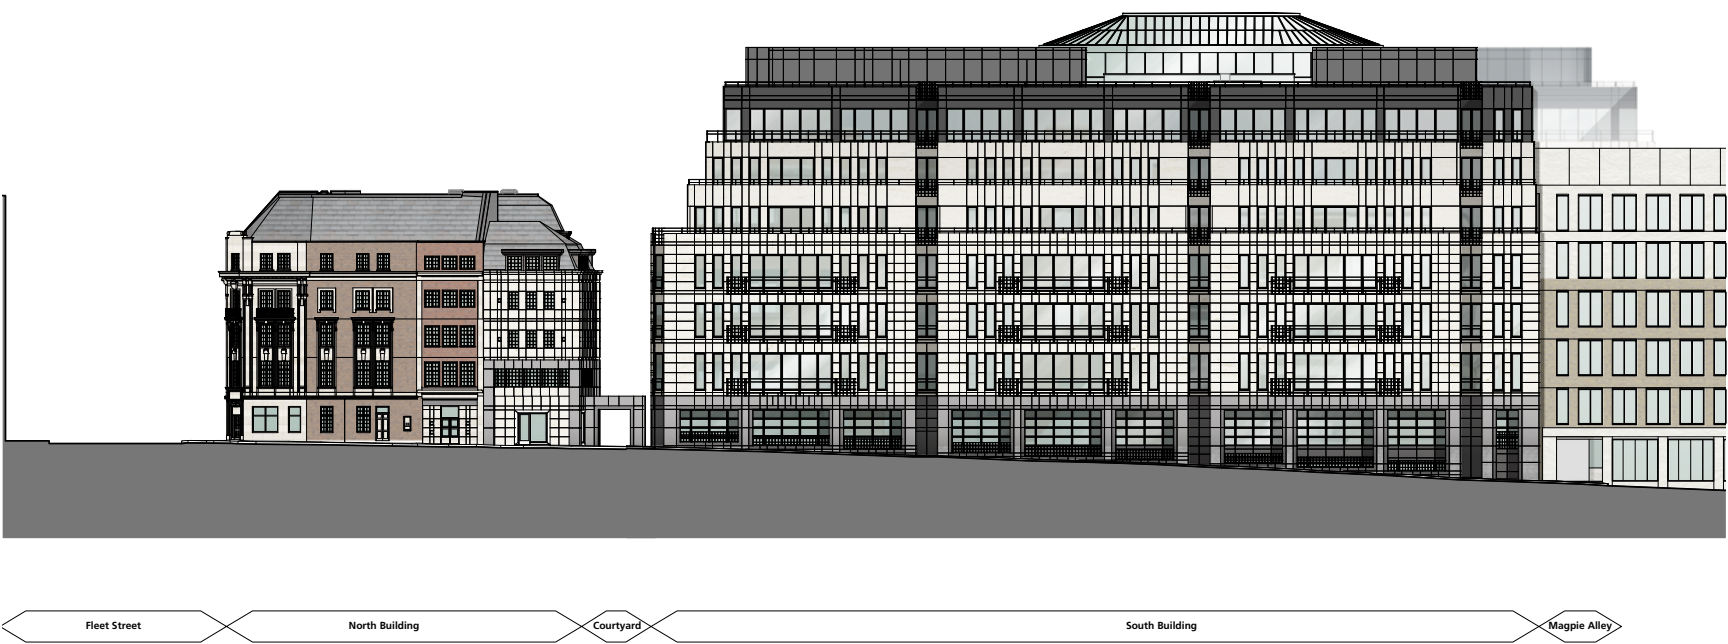 Fleet Street
North Building
Courtyard
South Building
Magpie Alley